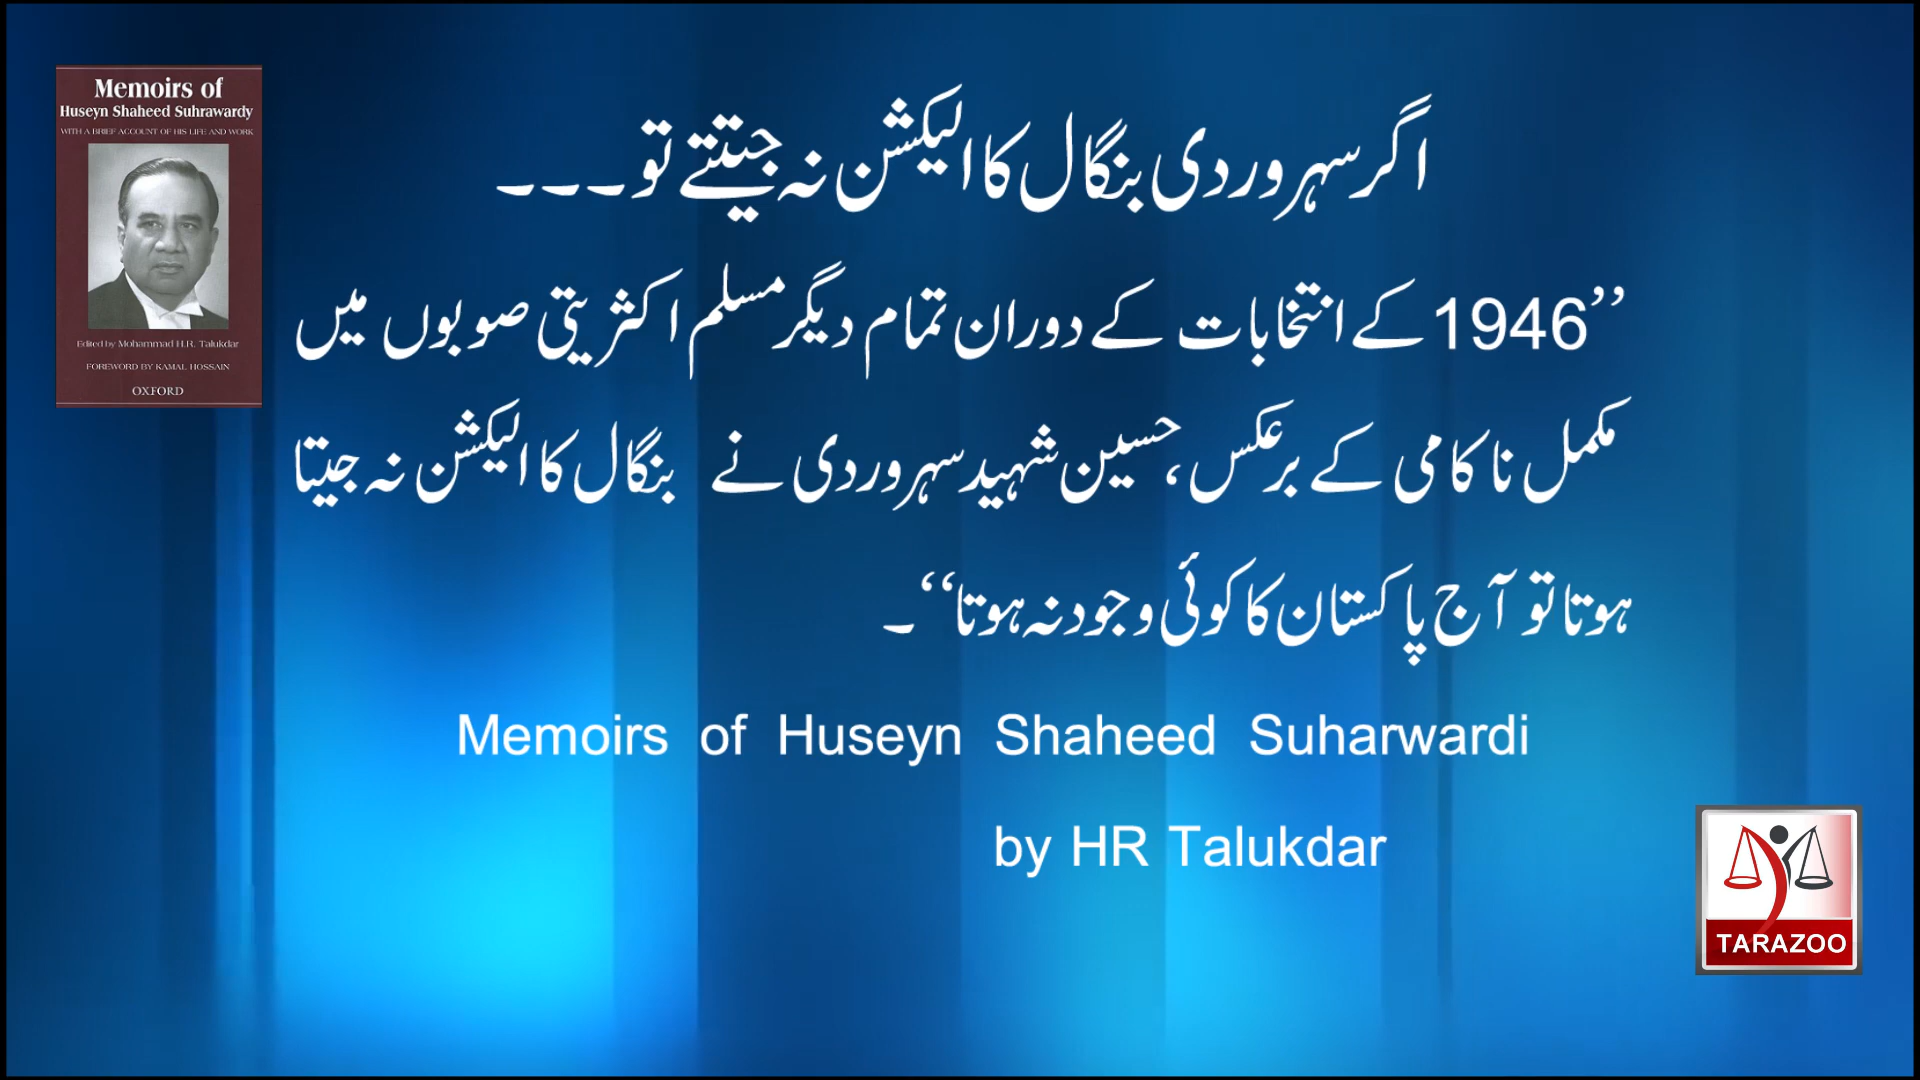 Memoirs of
Huseyn Shaheed Suhrawardy
WITH A BRIEF ACCOUNT OF HIS LIFE AND WORK
Edited by Mohammad H.R. Talukdar
FOREWORD BY KAMAL HOSSAIN
OXFORD
اگر سہروردی بنگال کا الیکشن نہ جیتتے تو۔۔۔
’’1946 کے انتخابات کے دوران تمام دیگر مسلم اکثریتی صوبوں میں
مکمل ناکامی کے برعکس، حسین شہید سہروردی نے بنگال کا الیکشن نہ جیتا
ہوتا تو آج پاکستان کا کوئی وجود نہ ہوتا‘‘۔
Memoirs of Huseyn Shaheed Suharwardi
by HR Talukdar
TARAZOO